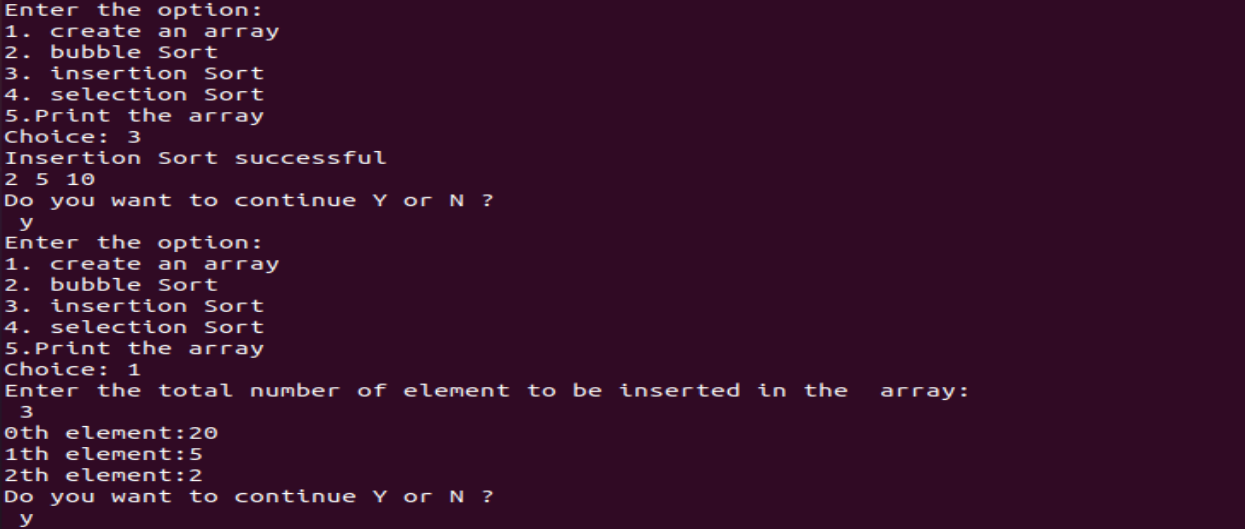 Enter the option:
1. create an array
2. bubble Sort
3. insertion Sort
4. selection Sort
5.Print the array
Choice: 3
Insertion Sort successful
2 5 10
Do you want to continue Y or N ?
y
Enter the option:
1. create an array
2. bubble Sort
3. insertion Sort
4. selection Sort
5.Print the array
Choice: 1
Enter the total number of element to be inserted in the  array:
3
0th element:20
1th element:5
2th element:2
Do you want to continue Y or N ?
y